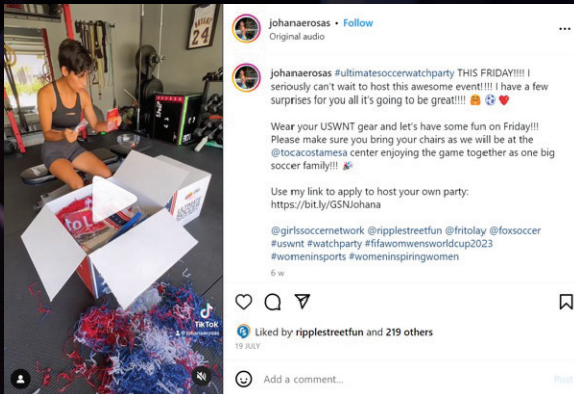 BRYANT
24
ULTIMATE
SOCCER
TikTok
@johanaerosas
johanaerosas • Follow
Original audio
johanaerosas #ultimatesoccerwatchparty THIS FRIDAY!!!! I
seriously can't wait to host this awesome event!!!! I have a few
surprises for you all it's going to be great!!!! 🤗 ⚽ ❤️
Wear your USWNT gear and let's have some fun on Friday!!!
Please make sure you bring your chairs as we will be at the
@tocacostamesa center enjoying the game together as one big
soccer family!!! 🎉
Use my link to apply to host your own party:
https://bit.ly/GSNJohana
@girlssoccernetwork @ripplestreetfun @fritolay @foxsoccer
#uswnt #watchparty #fifawomwensworldcup2023
#womeninsports #womeninspiringwomen
6 w
Liked by ripplestreetfun and 219 others
19 JULY
Add a comment...
Post